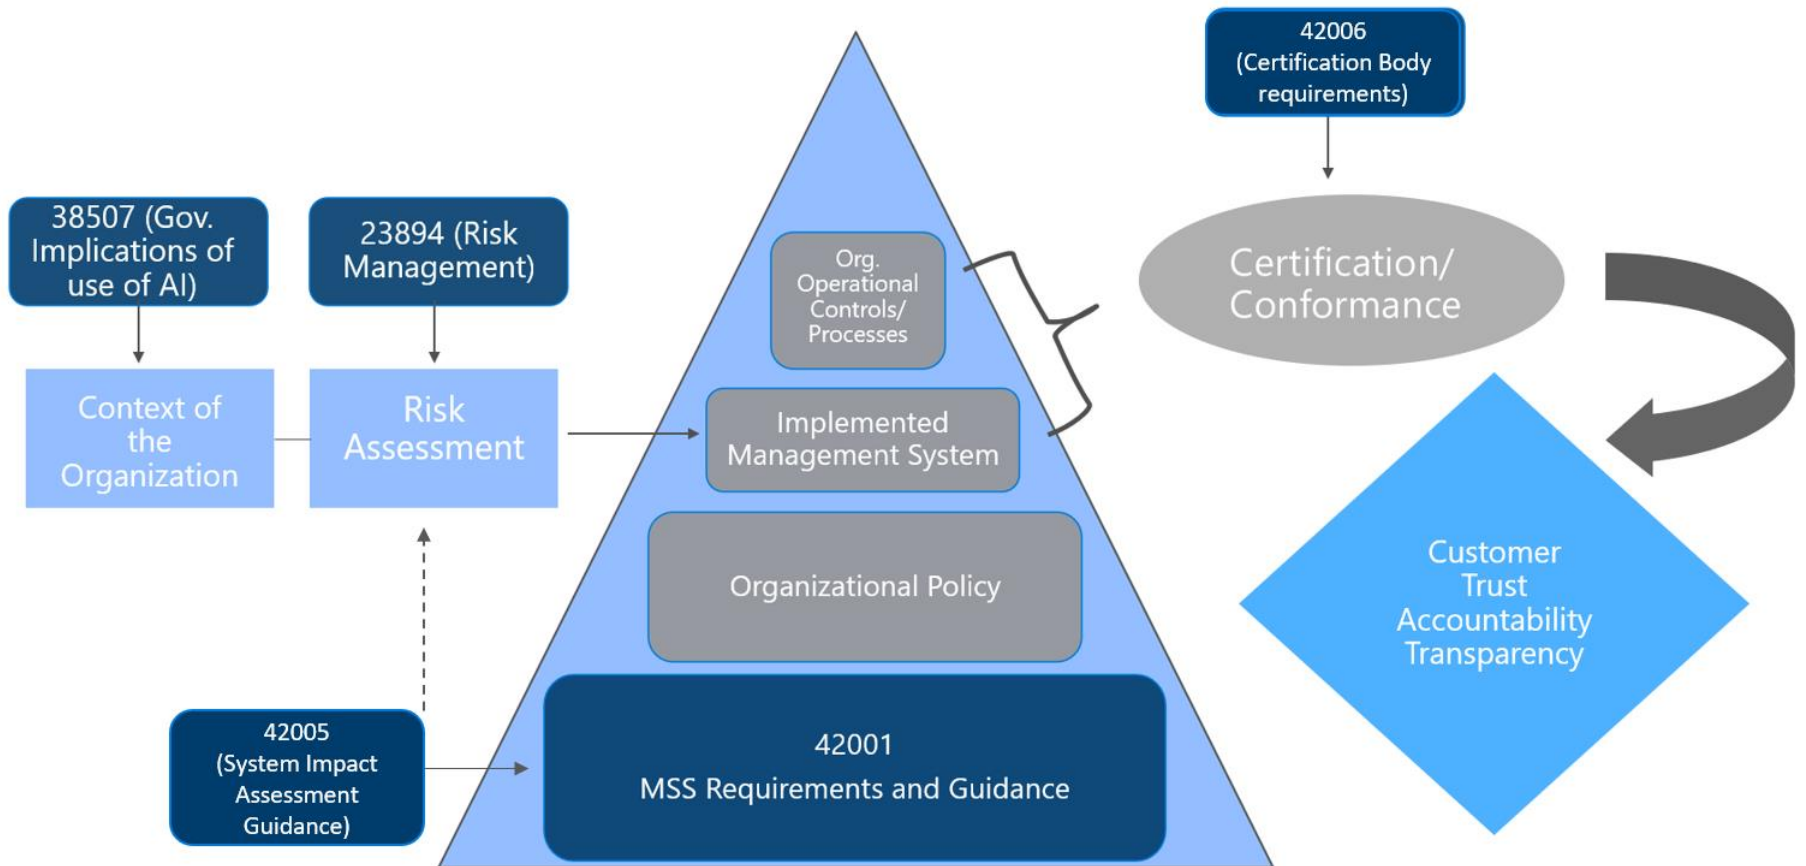 42006
(Certification Body
requirements)
38507 (Gov.
Implications of
use of AI)
23894 (Risk
Management)
Org.
Operational
Controls/
Processes
Certification/
Conformance
Context of
the
Organization
Risk
Assessment
Implemented
Management System
Organizational Policy
Customer
Trust
Accountability
Transparency
42005
(System Impact
Assessment
Guidance)
42001
MSS Requirements and Guidance